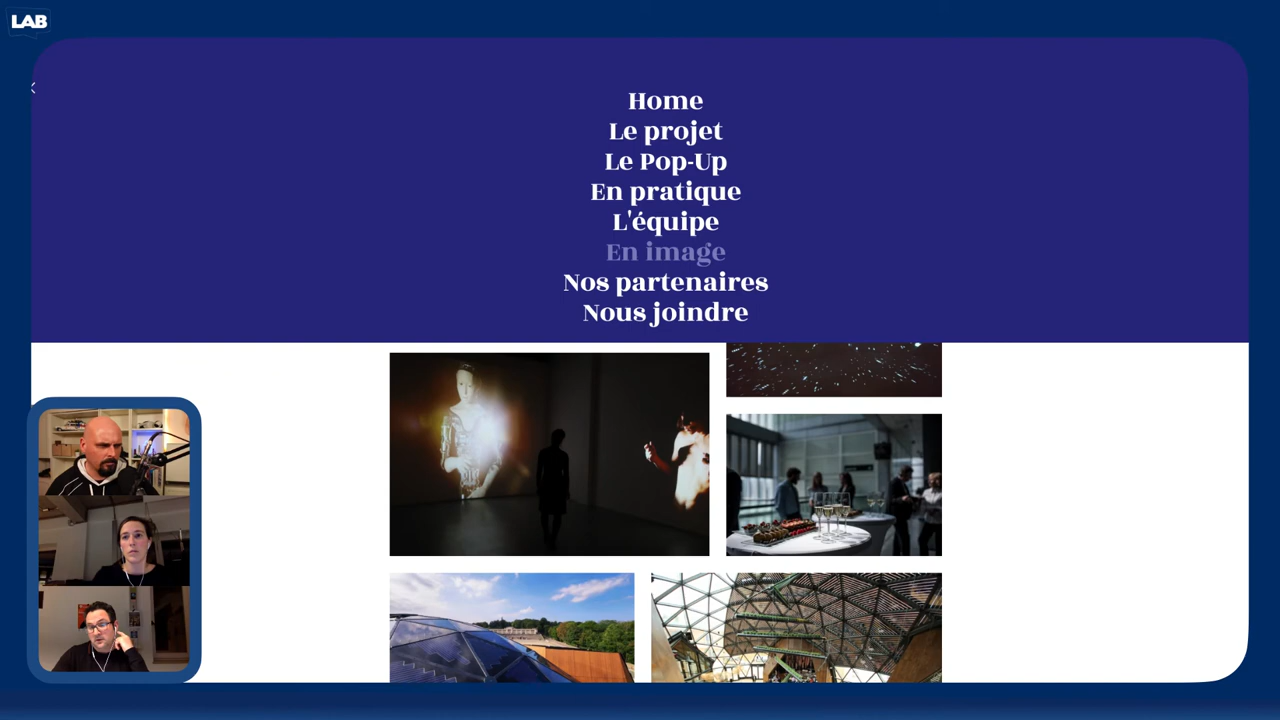 LAB
Home
Le projet
Le Pop-Up
En pratique
L'équipe
En image
Nos partenaires
Nous joindre